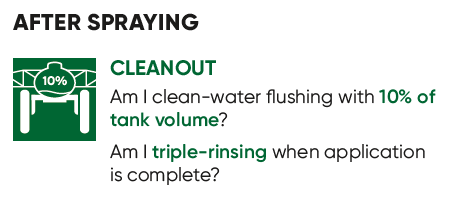 AFTER SPRAYING
10%
CLEANOUT
Am I clean-water flushing with 10% of
tank volume?
Am I triple-rinsing when application
is complete?